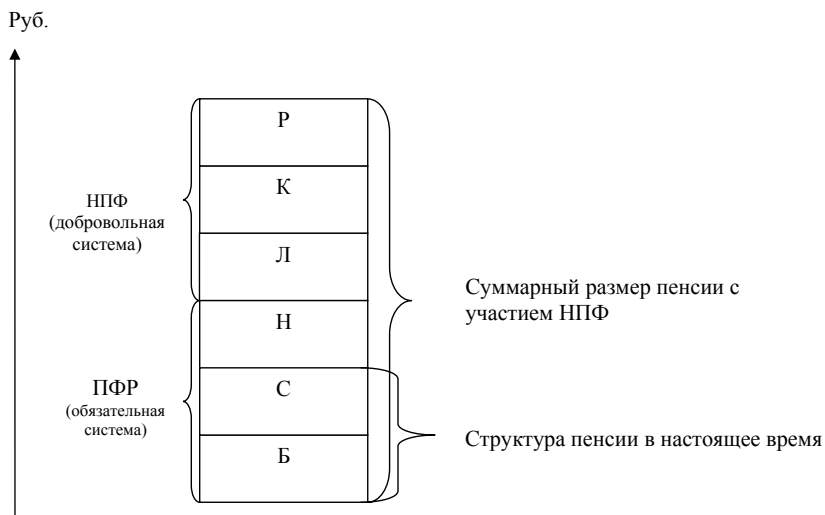 Руб.
Р
К
НПФ
(добровольная
система)
Л
Суммарный размер пенсии с
участием НПФ
Н
ПФР
(обязательная
система)
С
Структура пенсии в настоящее время
Б